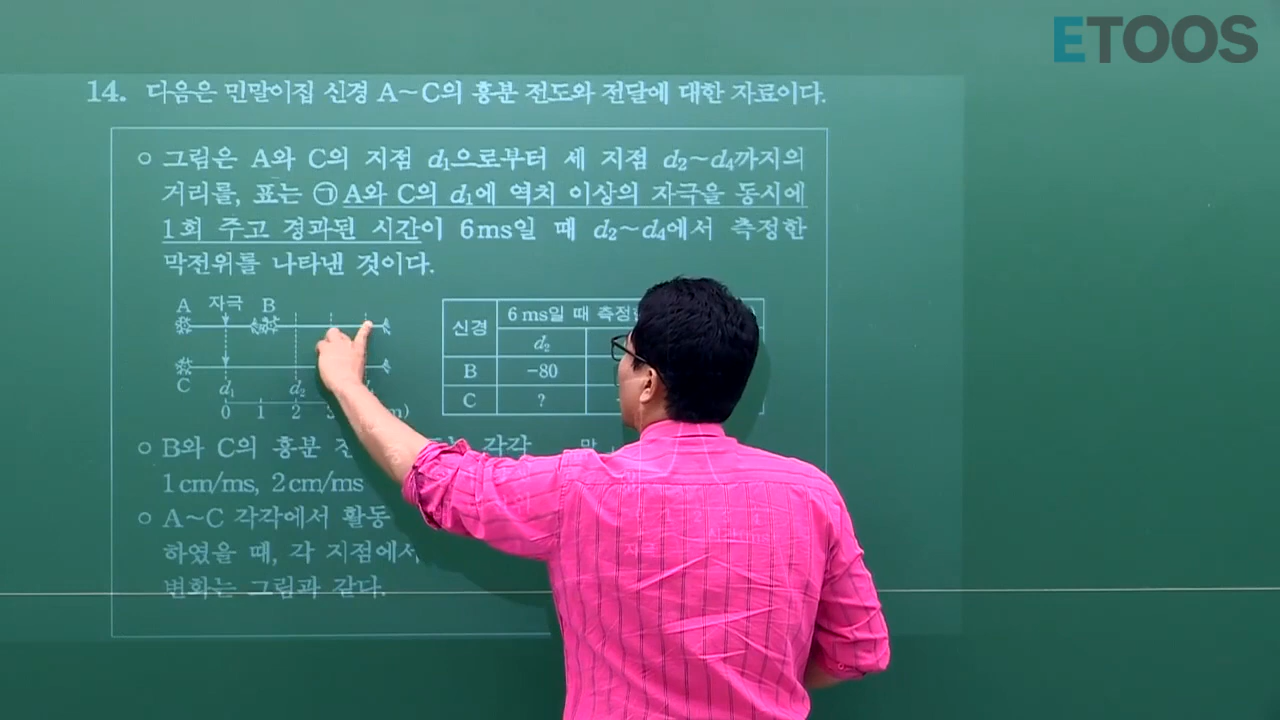 ETOOS
14. 다음은 민말이집 신경 A~C의 흥분 전도와 전달에 대한 자료이다.
○ 그림은 A와 C의 지점 d₁으로부터 세 지점 d₂~d₄까지의
거리를, 표는 ㉠ A와 C의 d₁에 역치 이상의 자극을 동시에
1회 주고 경과된 시간이 6ms일 때 d₂~d₄에서 측정한
막전위를 나타낸 것이다.
A 자극 B
C d₁ d₂
0 1 2 3
신경 6ms일 때 측정한
d₂
B -80
C ?
○ B와 C의 흥분 각각
1cm/ms, 2cm/ms
○ A~C 각각에서 활동
하였을 때, 각 지점에서
변화는 그림과 같다.